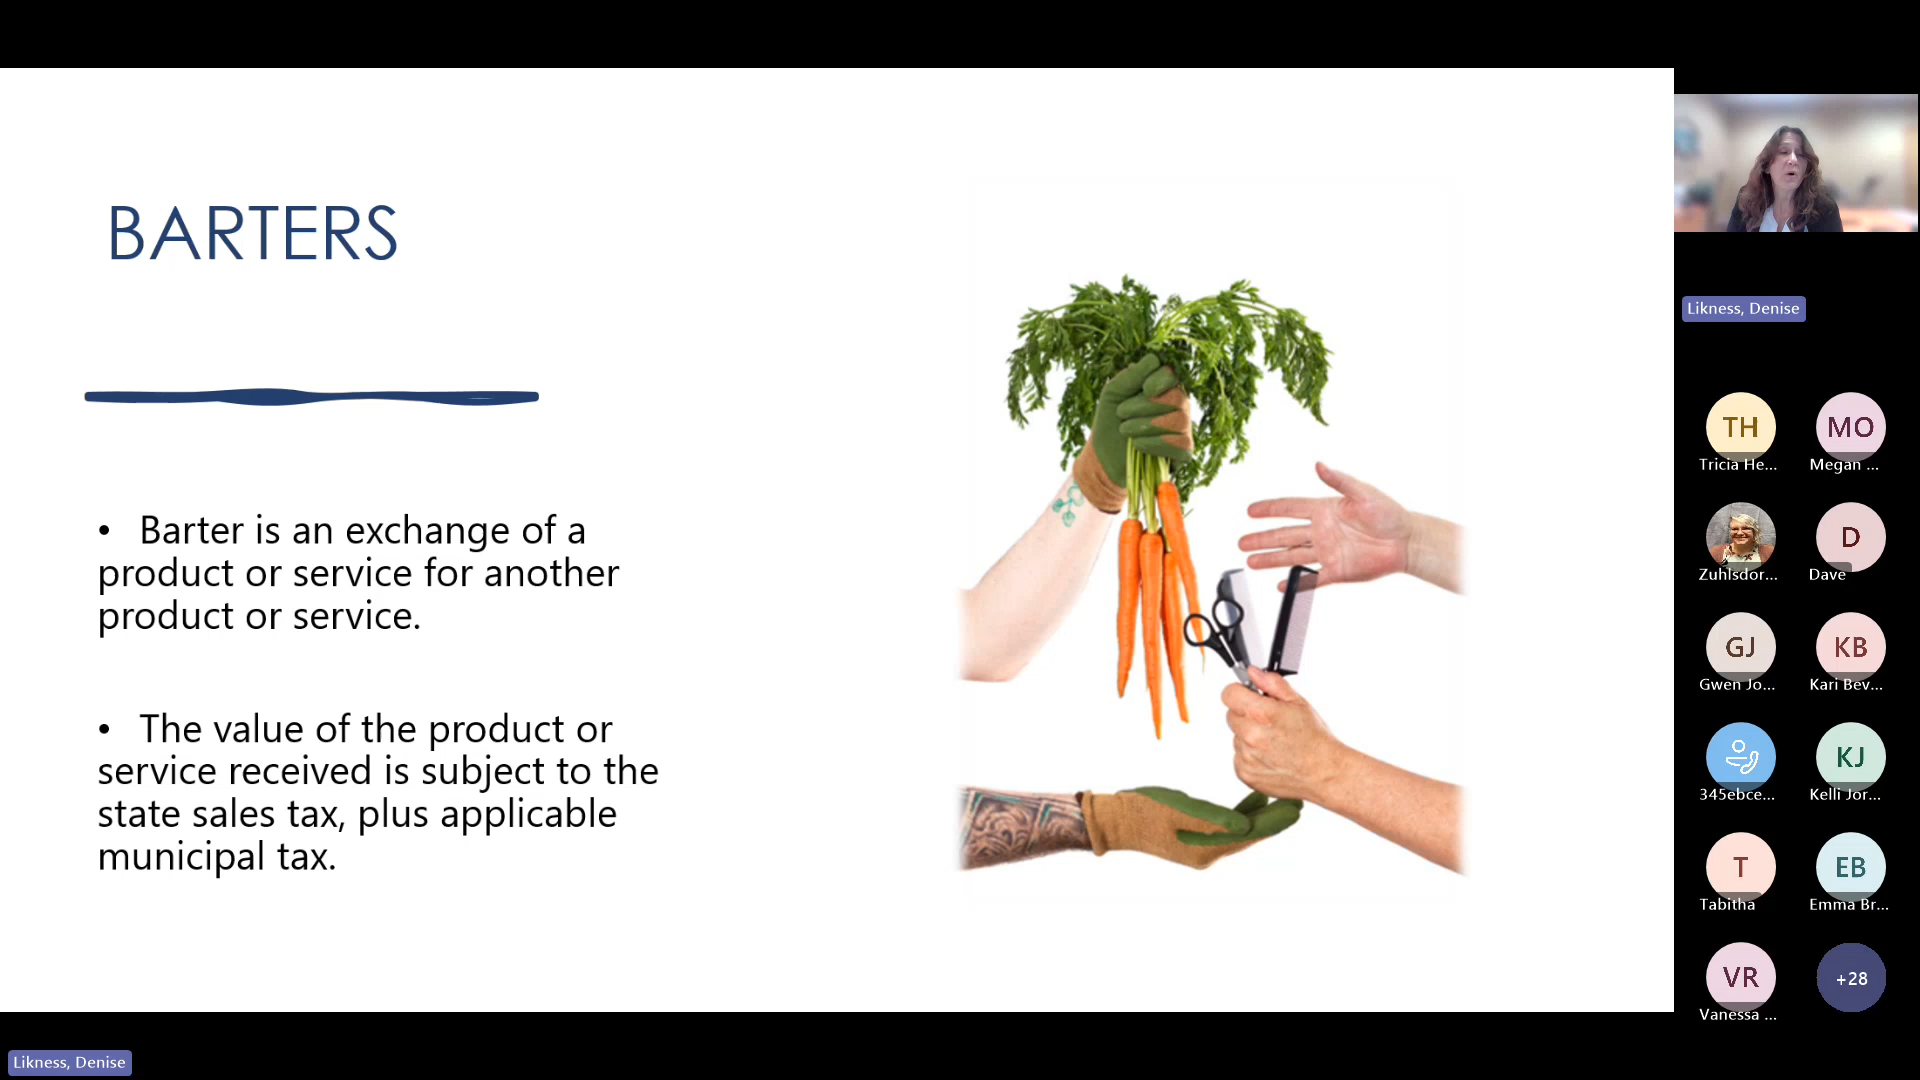 BARTERS
• Barter is an exchange of a
product or service for another
product or service.
• The value of the product or
service received is subject to the
state sales tax, plus applicable
municipal tax.
Likness, Denise
TH
MO
Tricia He...
Megan ...
D
Zuhlsdor...
Dave
GJ
KB
Gwen Jo...
Kari Bev...
KJ
345ebce...
Kelli Jor...
T
EB
Tabitha
Emma Br...
VR
+28
Vanessa ...
Likness, Denise